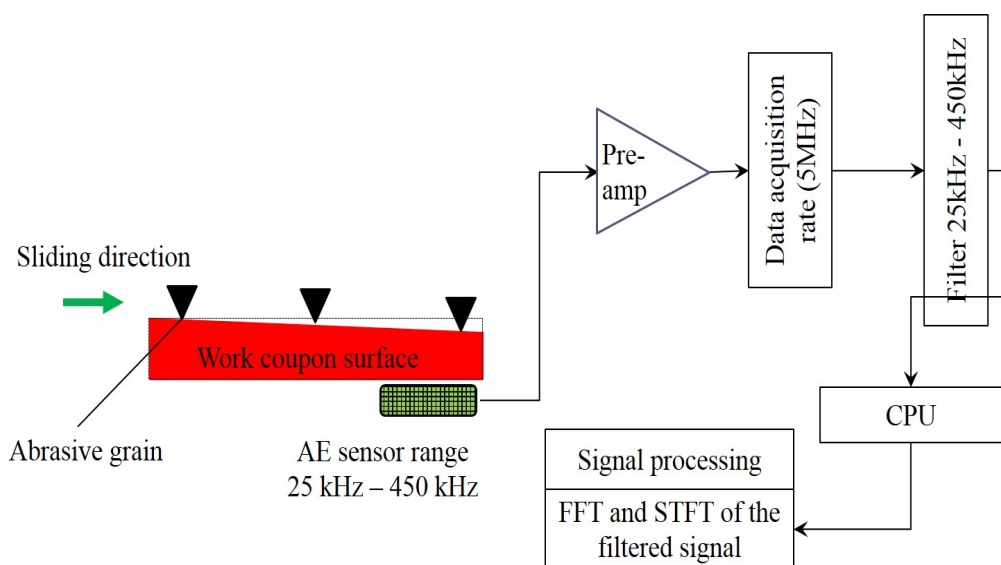 Sliding direction
Work coupon surface
Abrasive grain
AE sensor range
25 kHz – 450 kHz
Pre-
amp
Data acquisition
rate (5MHz)
Filter 25kHz - 450kHz
CPU
Signal processing
FFT and STFT of the
filtered signal